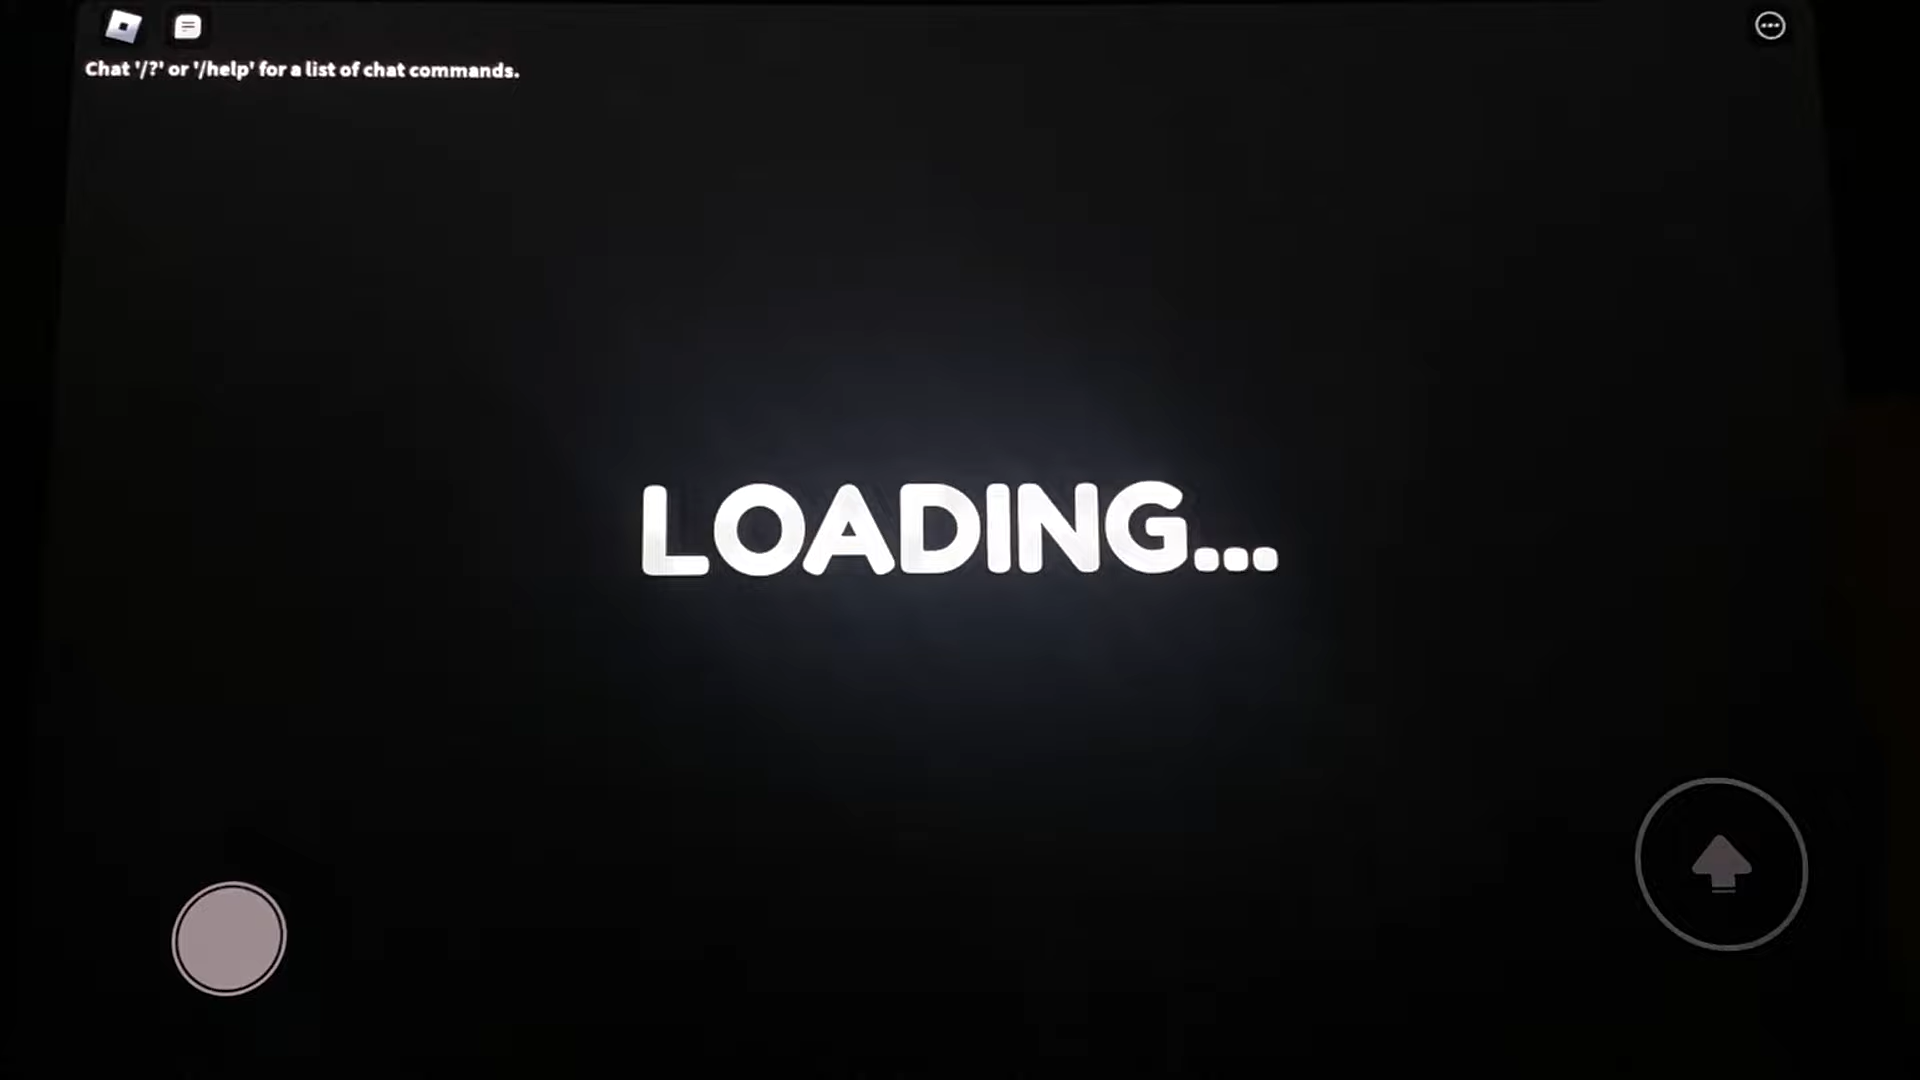 Chat '/?' or '/help' for a list of chat commands.
LOADING...